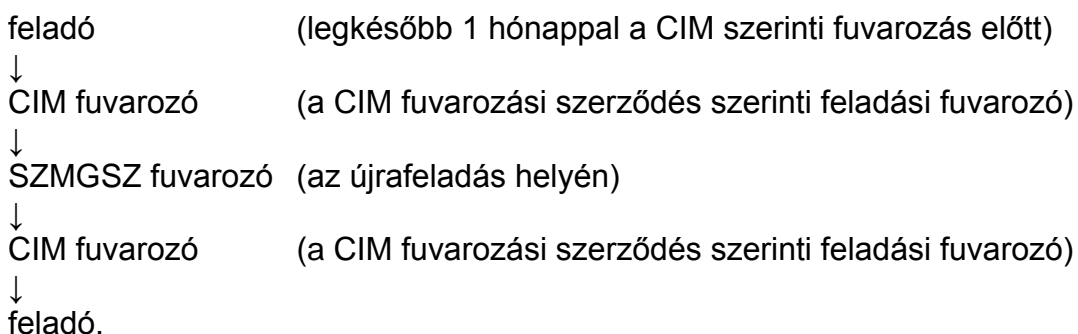 feladó (legkésőbb 1 hónappal a CIM szerinti fuvarozás előtt)
↓
CIM fuvarozó (a CIM fuvarozási szerződés szerinti feladási fuvarozó)
↓
SZMGSZ fuvarozó (az újrafeladás helyén)
↓
CIM fuvarozó (a CIM fuvarozási szerződés szerinti feladási fuvarozó)
↓
feladó.